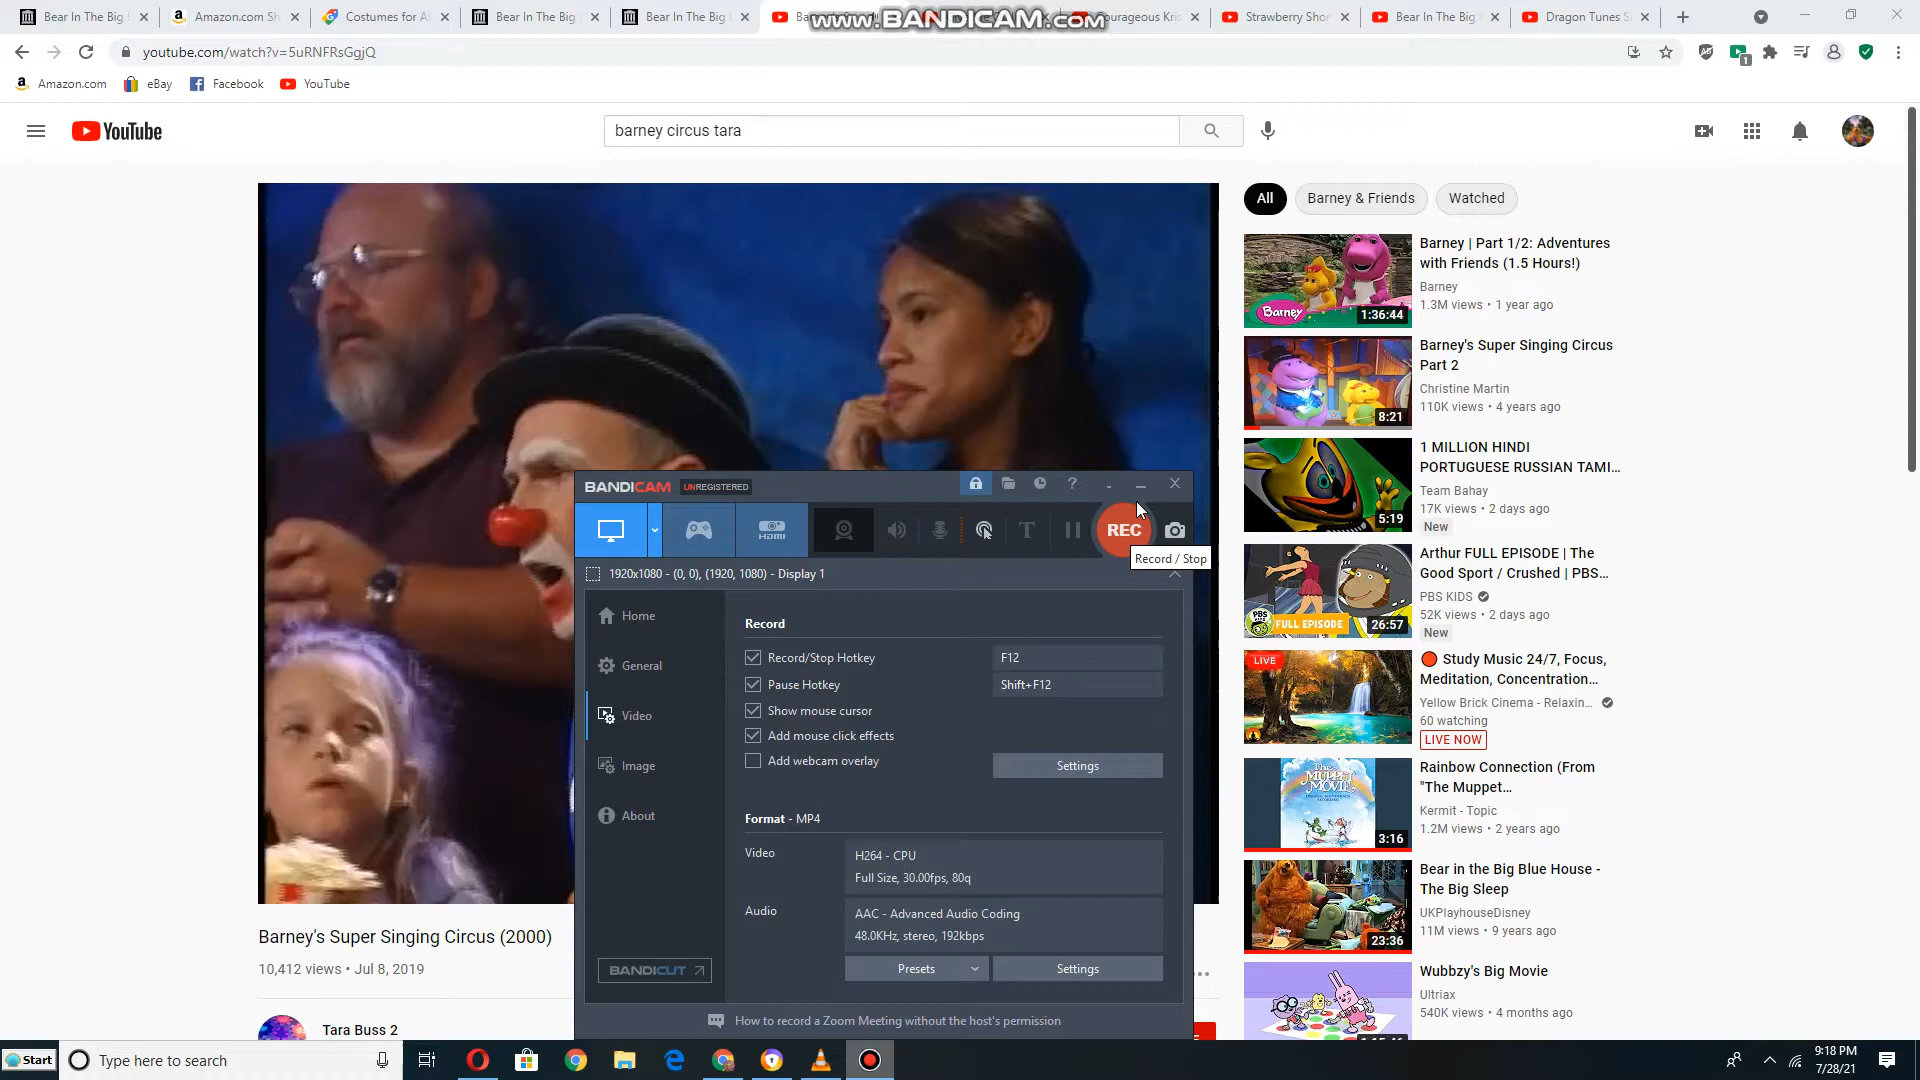 Bear In The Big
Amazon.com Sh
Costumes for Al
Bear In The Big
Bear In The Big
Ba
www.BANDICAM.com
Courageous Kris
Strawberry Shor
Bear In The Big
Dragon Tunes S
youtube.com/watch?v=5uRNFRsGgjQ
1
Amazon.com
eBay
Facebook
YouTube
YouTube
barney circus tara
All
Barney & Friends
Watched
Barney | Part 1/2: Adventures
with Friends (1.5 Hours!)
Barney
1.3M views • 1 year ago
Barney
1:36:44
Barney's Super Singing Circus
Part 2
Christine Martin
110K views • 4 years ago
8:21
1 MILLION HINDI
PORTUGUESE RUSSIAN TAMI...
Team Bahay
17K views • 2 days ago
New
5:19
Arthur FULL EPISODE | The
Good Sport / Crushed | PBS...
PBS KIDS
52K views • 2 days ago
New
PBS KIDS
FULL EPISODE
26:57
LIVE
Study Music 24/7, Focus,
Meditation, Concentration...
Yellow Brick Cinema - Relaxin...
60 watching
LIVE NOW
Rainbow Connection (From
"The Muppet...
Kermit - Topic
1.2M views • 2 years ago
The
MUPPET
MOVIE
3:16
Bear in the Big Blue House -
The Big Sleep
UKPlayhouseDisney
11M views • 9 years ago
23:36
Wubbzy's Big Movie
Ultriax
540K views • 4 months ago
BANDICAM UNREGISTERED
?
HDMI
T
REC
Record / Stop
1920x1080 - (0, 0), (1920, 1080) - Display 1
Home
General
Video
Image
About
BANDICUT
Record
Record/Stop Hotkey
F12
Pause Hotkey
Shift+F12
Show mouse cursor
Add mouse click effects
Add webcam overlay
Settings
Format - MP4
Video
H264 - CPU
Full Size, 30.00fps, 80q
Audio
AAC - Advanced Audio Coding
48.0KHz, stereo, 192kbps
Presets
Settings
How to record a Zoom Meeting without the host's permission
Barney's Super Singing Circus (2000)
10,412 views • Jul 8, 2019
Tara Buss 2
Start
Type here to search
9:18 PM
7/28/21